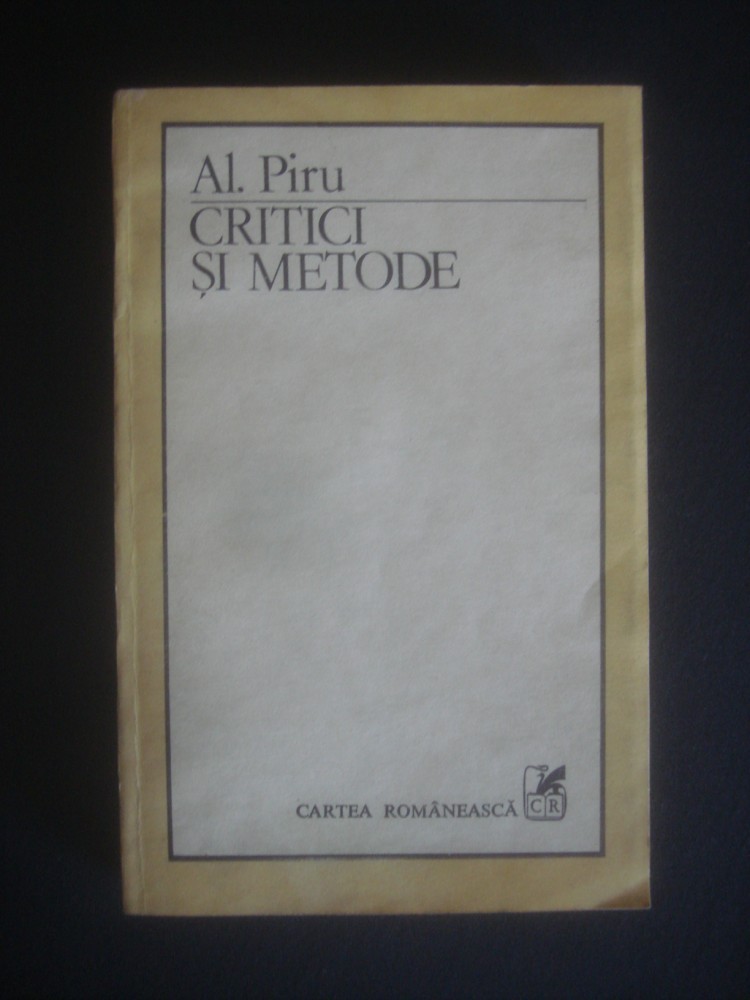 Al. Piru
CRITICI
ȘI METODE
CARTEA ROMÂNEASCĂ
CR